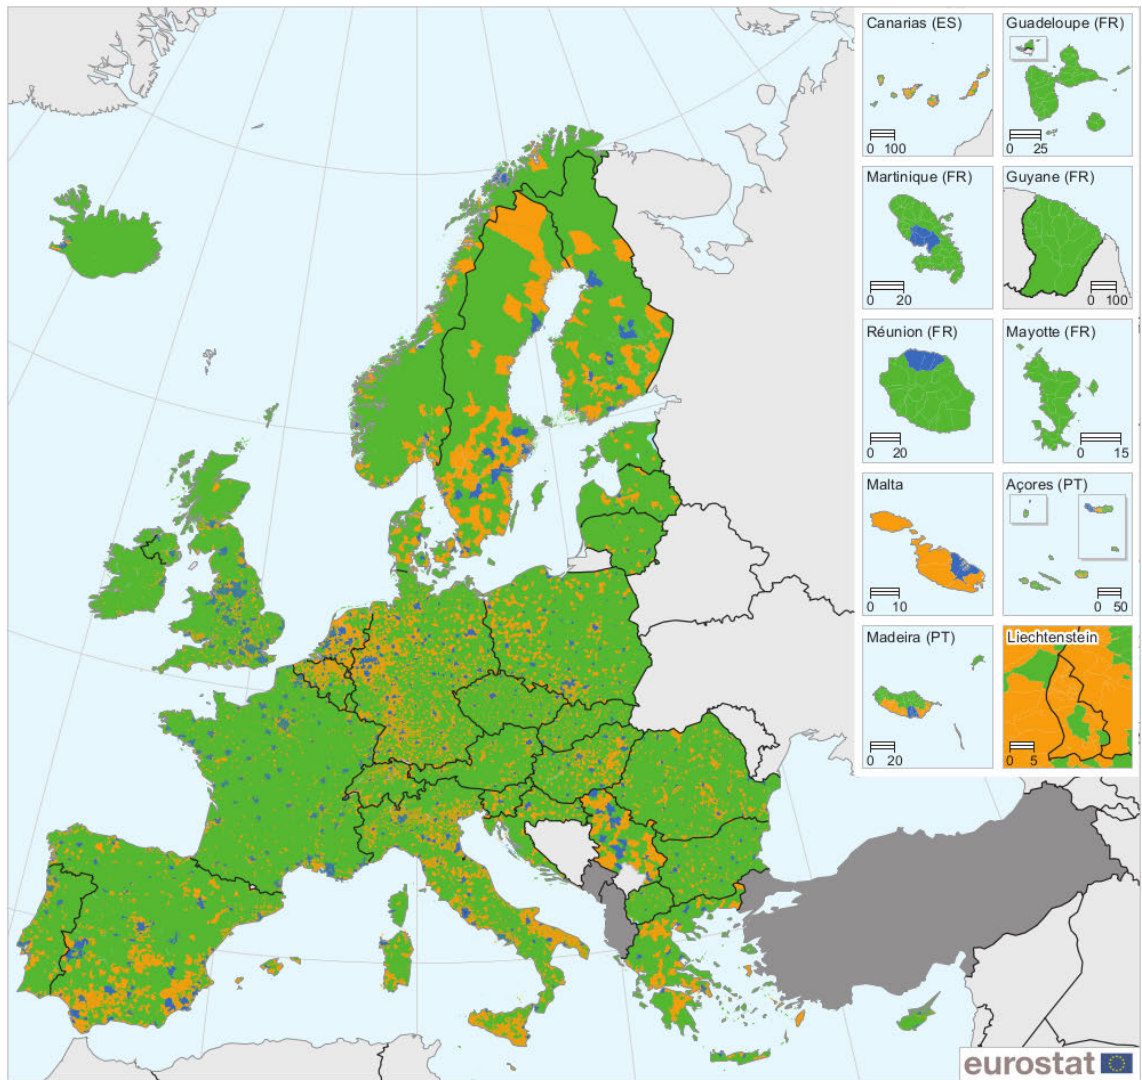 Canarias (ES)
0 100
Guadeloupe (FR)
0 25
Martinique (FR)
0 20
Guyane (FR)
0 100
Réunion (FR)
0 20
Mayotte (FR)
0 15
Malta
0 10
Açores (PT)
0 50
Madeira (PT)
0 20
Liechtenstein
0 5
eurostat